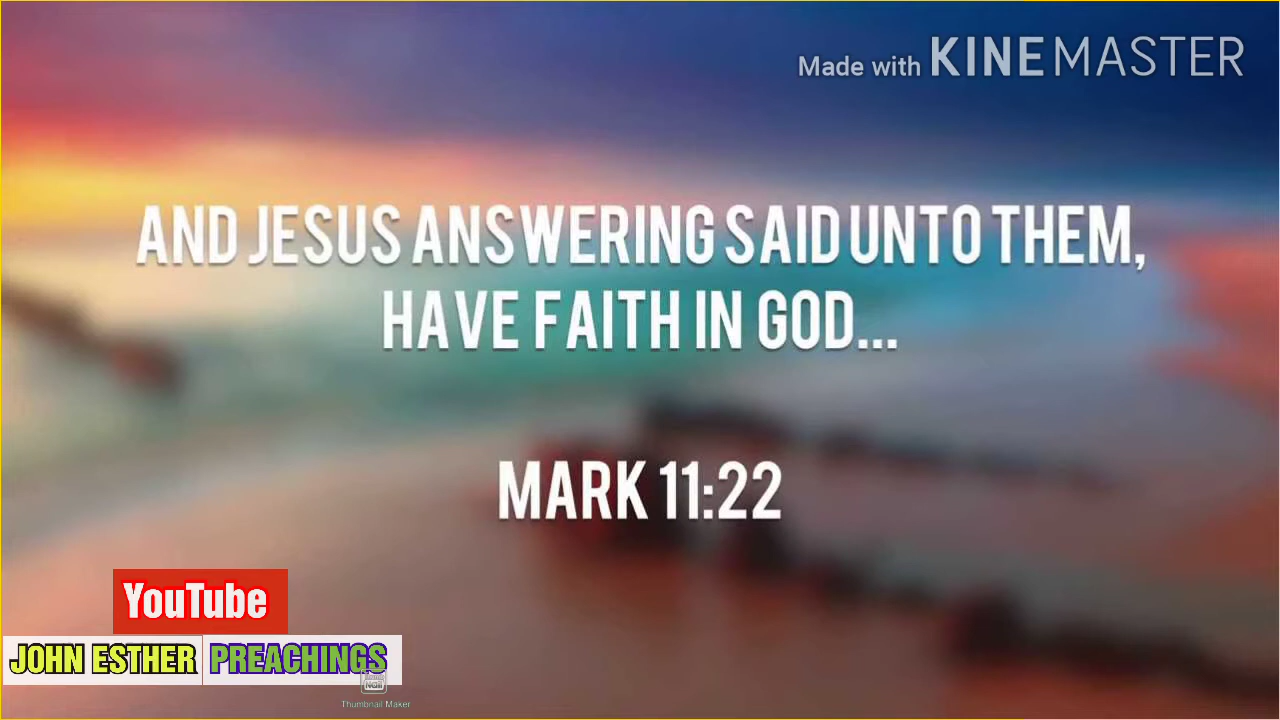 Made with KINEMASTER
AND JESUS ANSWERING SAID UNTO THEM,
HAVE FAITH IN GOD...
MARK 11:22
YouTube
JOHN ESTHER PREACHINGS
Thumbnail Maker